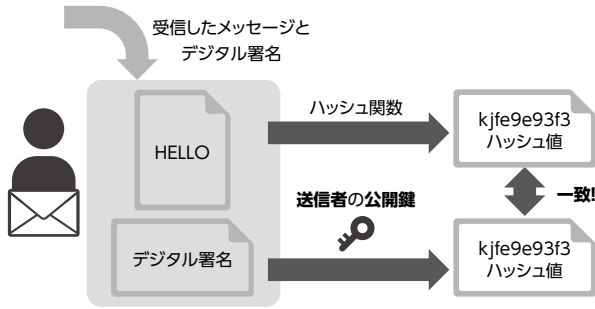 受信したメッセージと
デジタル署名
HELLO
ハッシュ関数
kjfe9e93f3
ハッシュ値
送信者の公開鍵
一致!
デジタル署名
kjfe9e93f3
ハッシュ値